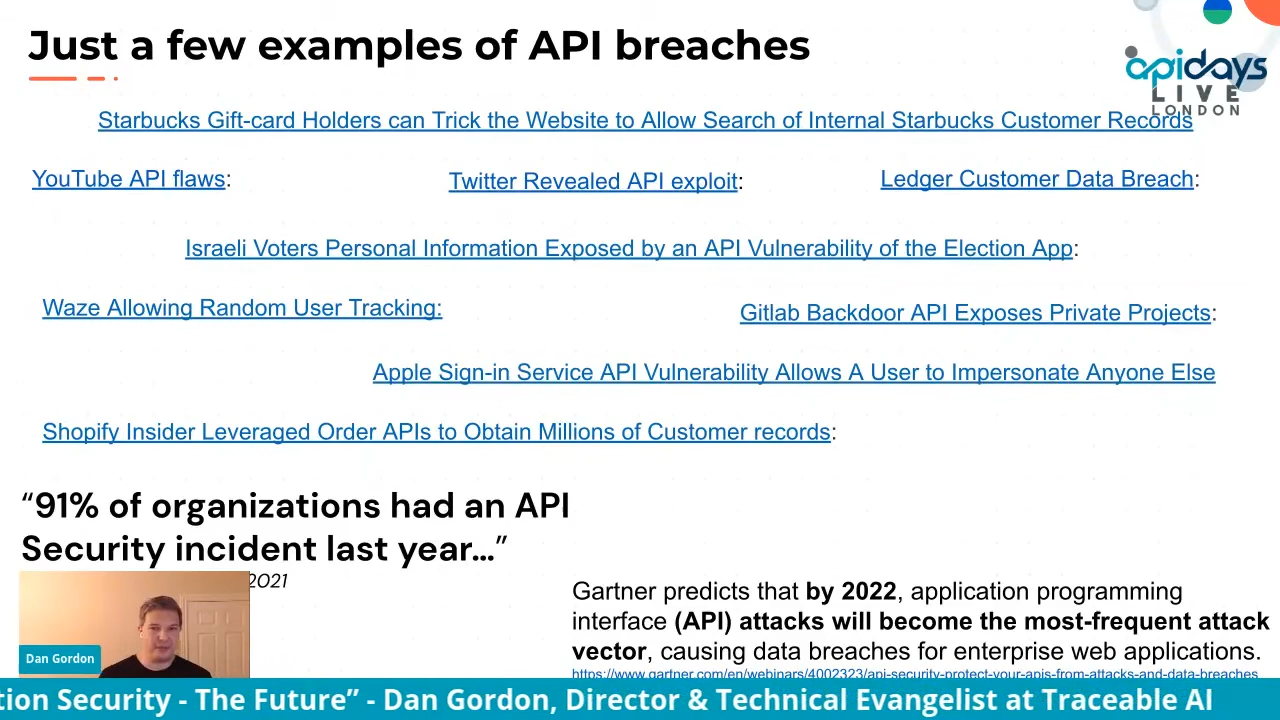 Just a few examples of API breaches
apidays
LIVE
LONDON
Starbucks Gift-card Holders can Trick the Website to Allow Search of Internal Starbucks Customer Records
YouTube API flaws:
Twitter Revealed API exploit:
Ledger Customer Data Breach:
Israeli Voters Personal Information Exposed by an API Vulnerability of the Election App:
Waze Allowing Random User Tracking:
Gitlab Backdoor API Exposes Private Projects:
Apple Sign-in Service API Vulnerability Allows A User to Impersonate Anyone Else
Shopify Insider Leveraged Order APIs to Obtain Millions of Customer records:
“91% of organizations had an API
Security incident last year…”
2021
Gartner predicts that by 2022, application programming
interface (API) attacks will become the most-frequent attack
vector, causing data breaches for enterprise web applications.
https://www.gartner.com/en/webinars/4002323/api-security-protect-your-apis-from-attacks-and-data-breaches
Dan Gordon
tion Security - The Future” - Dan Gordon, Director & Technical Evangelist at Traceable AI